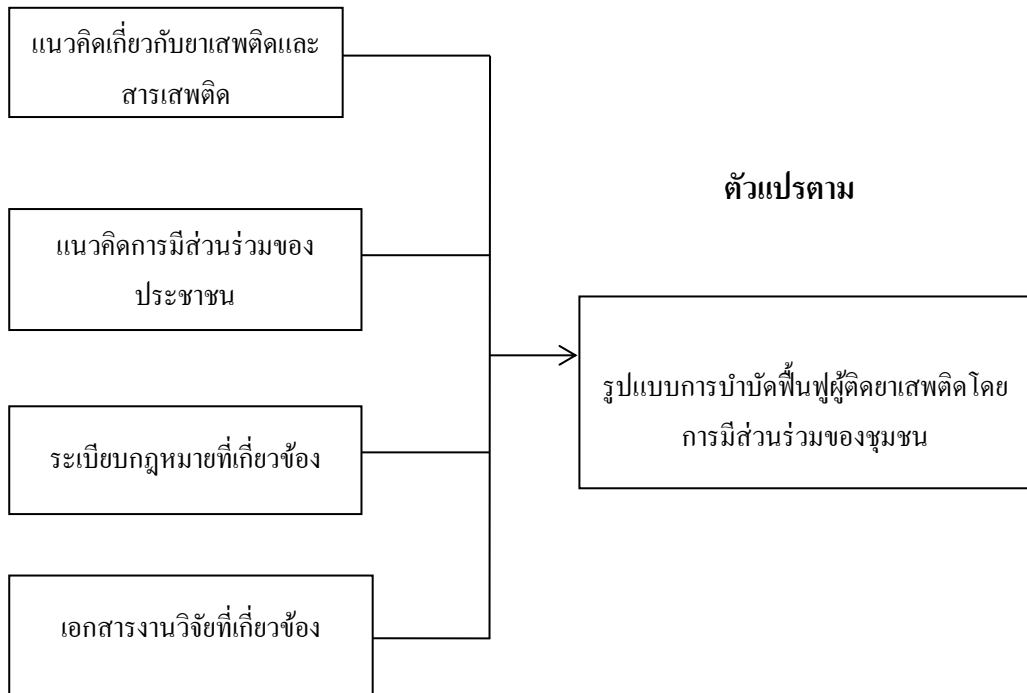 แนวคิดเกี่ยวกับยาเสพติดและ
สารเสพติด
แนวคิดการมีส่วนร่วมของ
ประชาชน
ระเบียบกฎหมายที่เกี่ยวข้อง
เอกสารงานวิจัยที่เกี่ยวข้อง
ตัวแปรตาม
รูปแบบการบำบัดฟื้นฟูผู้ติดยาเสพติดโดย
การมีส่วนร่วมของชุมชน